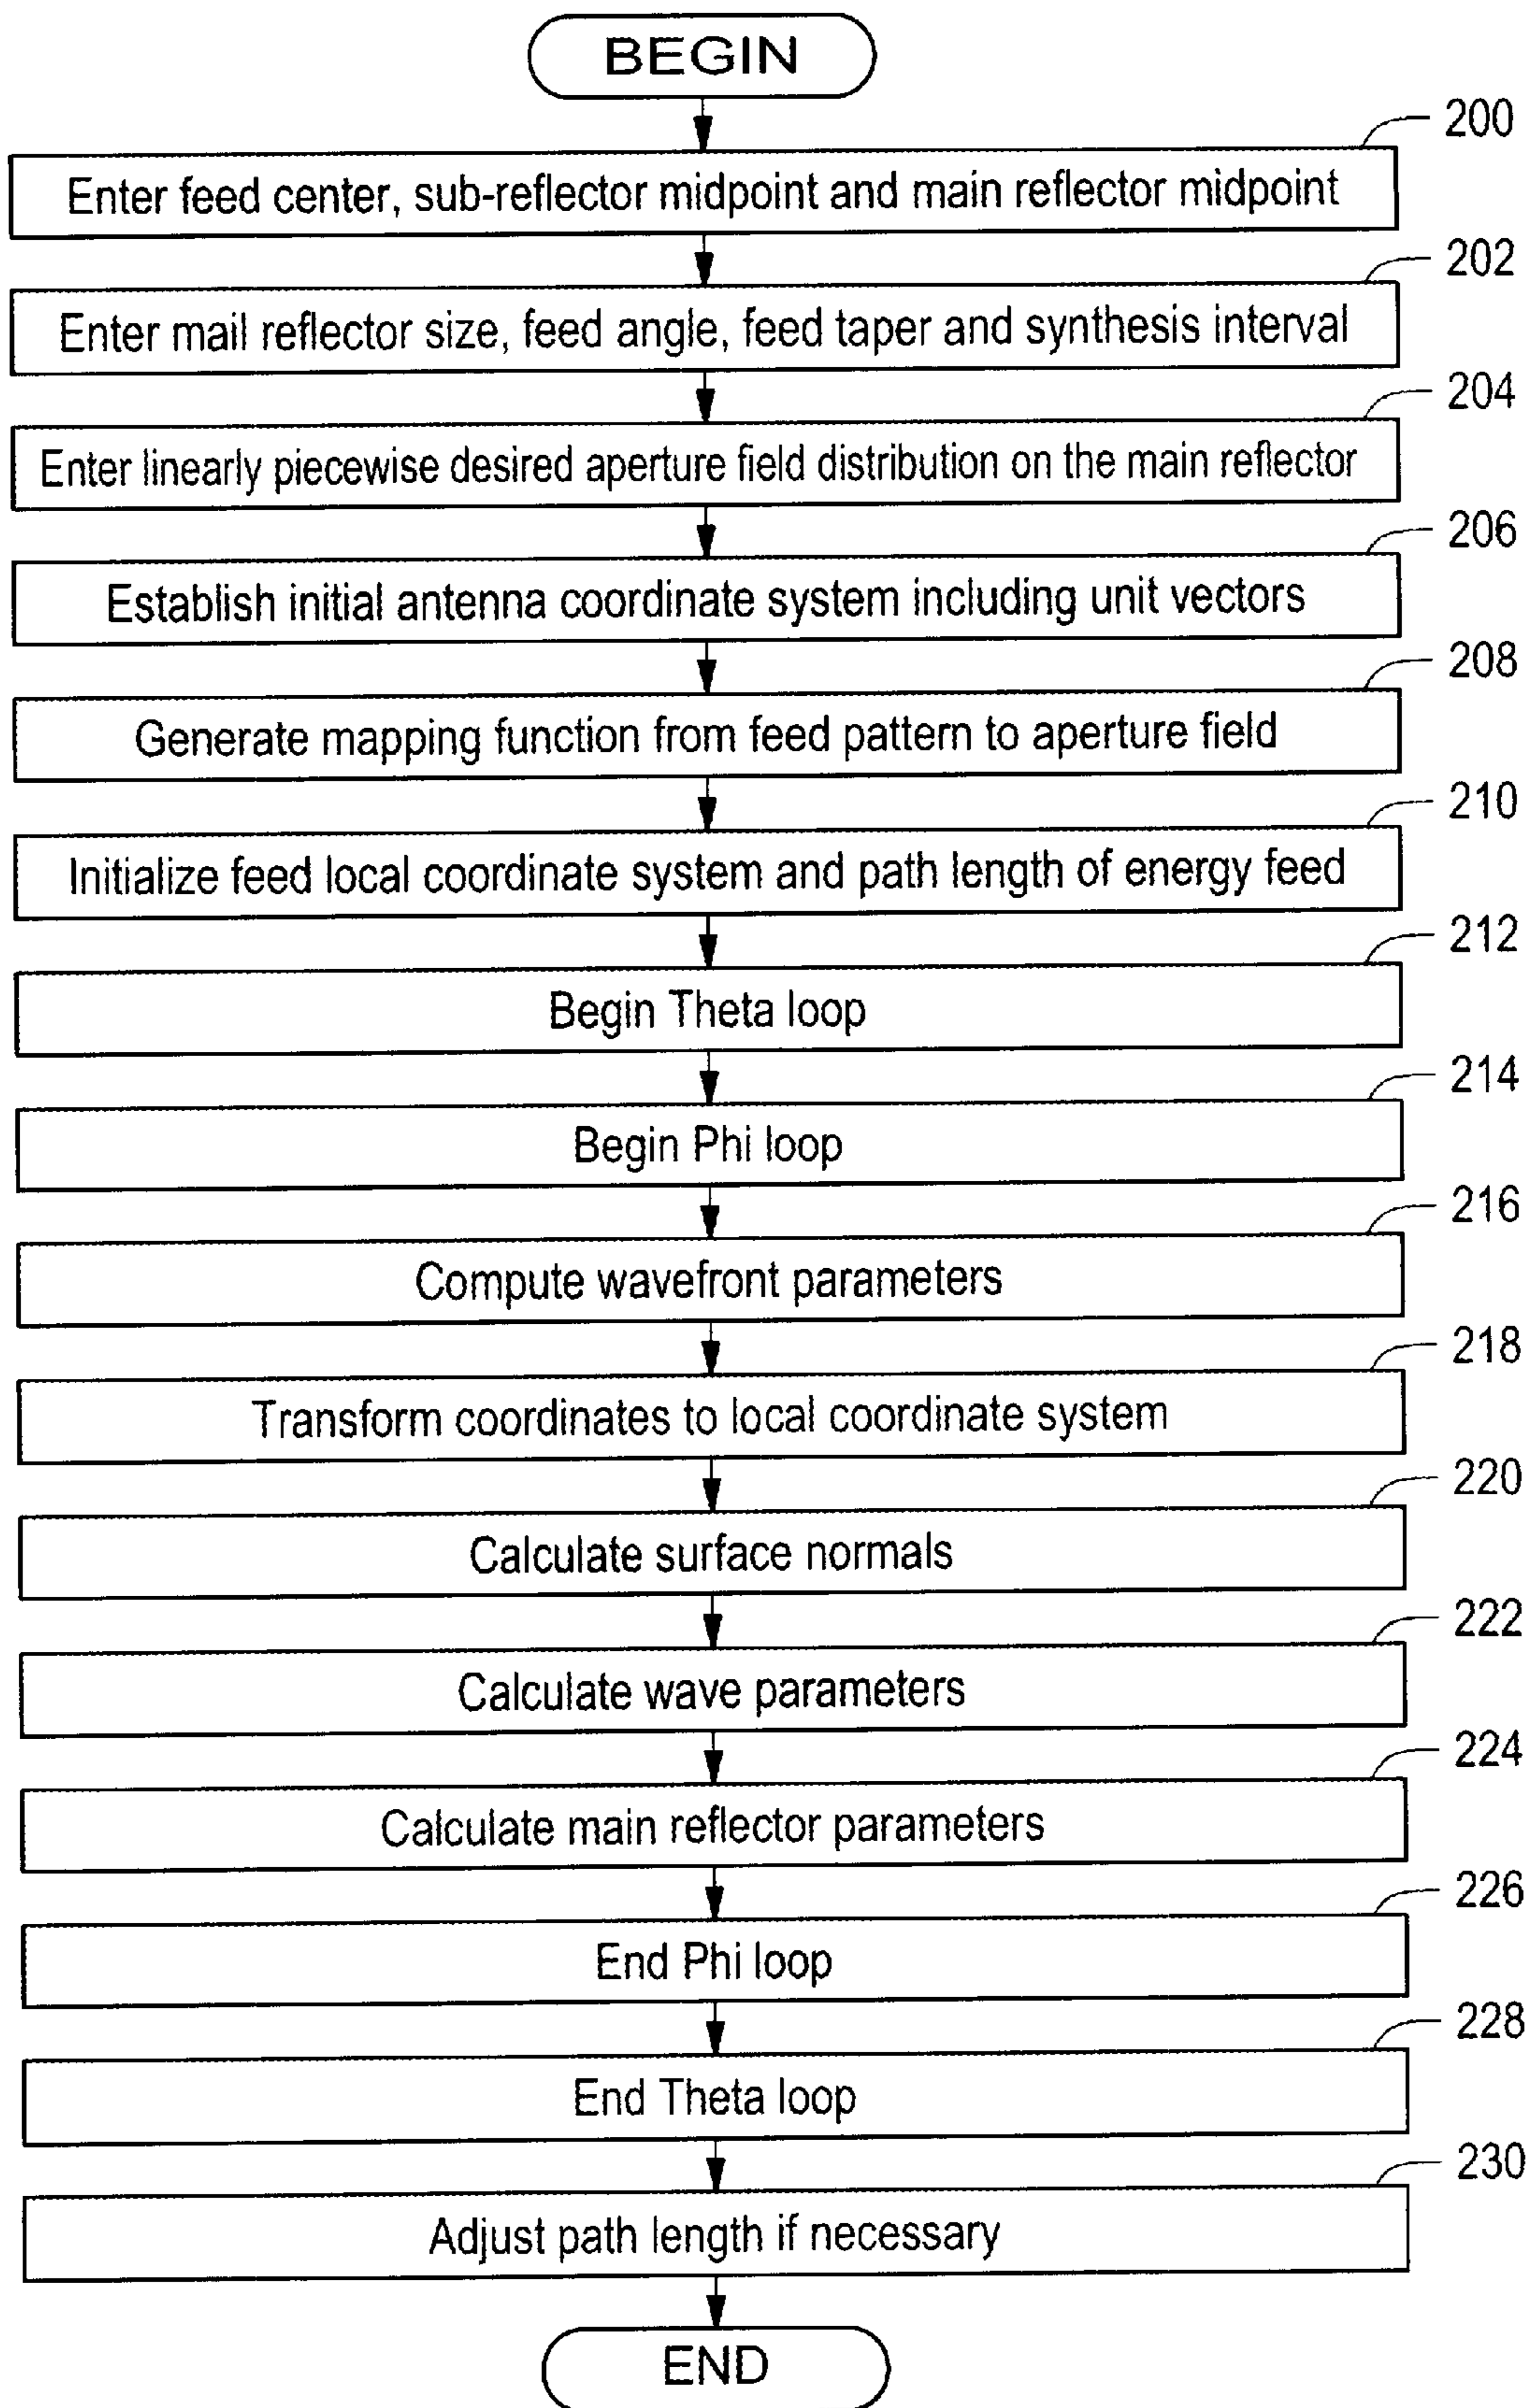 BEGIN
200
Enter feed center, sub-reflector midpoint and main reflector midpoint
202
Enter mail reflector size, feed angle, feed taper and synthesis interval
204
Enter linearly piecewise desired aperture field distribution on the main reflector
206
Establish initial antenna coordinate system including unit vectors
208
Generate mapping function from feed pattern to aperture field
210
Initialize feed local coordinate system and path length of energy feed
212
Begin Theta loop
214
Begin Phi loop
216
Compute wavefront parameters
218
Transform coordinates to local coordinate system
220
Calculate surface normals
222
Calculate wave parameters
224
Calculate main reflector parameters
226
End Phi loop
228
End Theta loop
230
Adjust path length if necessary
END